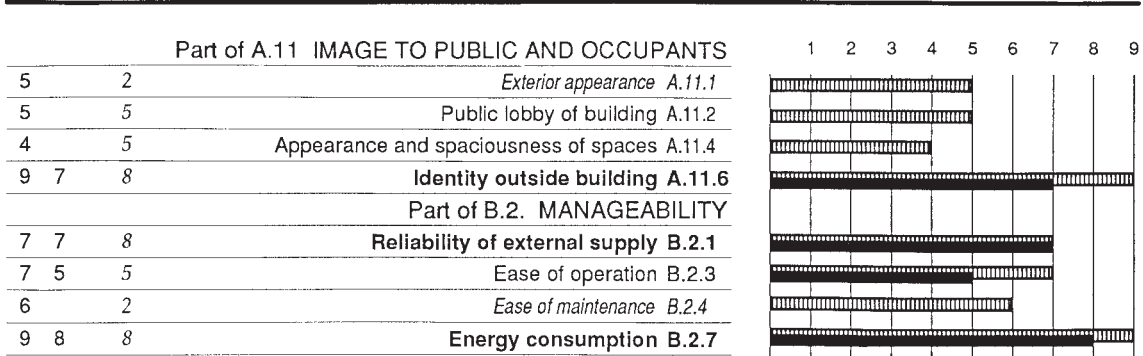 Part of A.11 IMAGE TO PUBLIC AND OCCUPANTS 1 2 3 4 5 6 7 8 9
5 2 Exterior appearance A.11.1
5 5 Public lobby of building A.11.2
4 5 Appearance and spaciousness of spaces A.11.4
9 7 8 Identity outside building A.11.6
Part of B.2. MANAGEABILITY
7 7 8 Reliability of external supply B.2.1
7 5 5 Ease of operation B.2.3
6 2 Ease of maintenance B.2.4
9 8 8 Energy consumption B.2.7